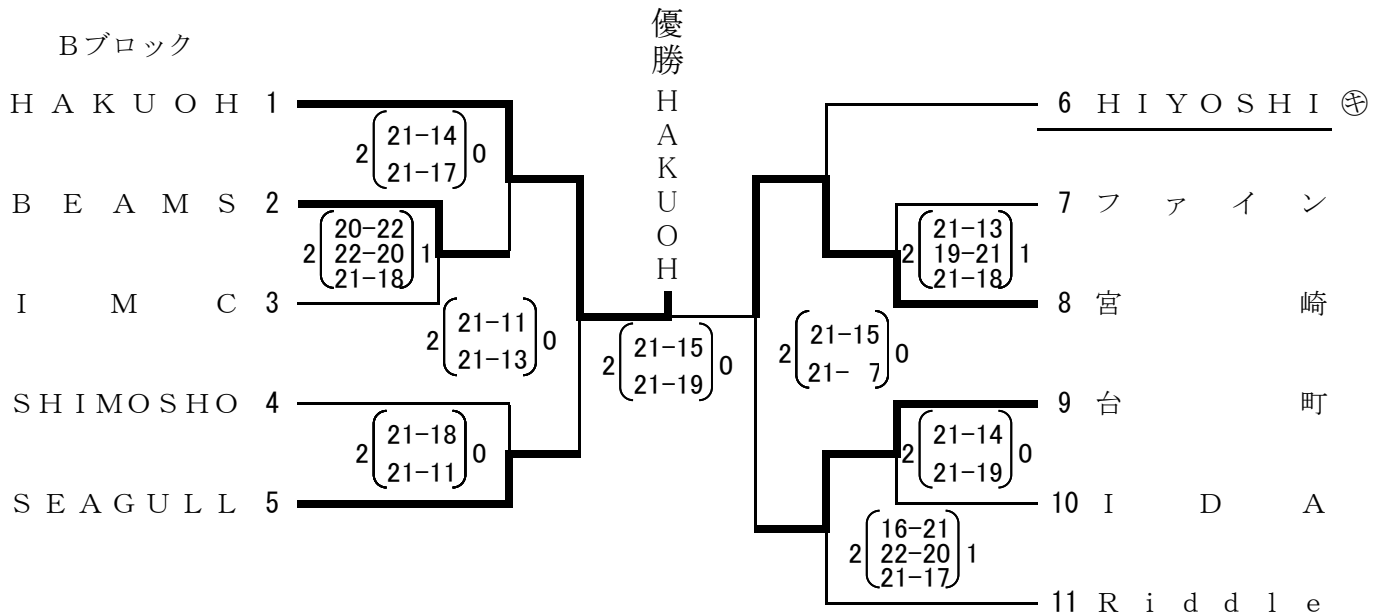 Bブロック
優勝 HAKUOH
HAKUOH 1
BEAMS 2
IMC 3
SHIMOSHO 4
SEAGULL 5
6 HIYOSHI ㋖
7 ファイン
8 宮崎
9 台町
10 IDA
11 Riddle
2 21-14 0
21-17
2 20-22 1
22-20
21-18
2 21-11 0
21-13
2 21-18 0
21-11
2 21-15 0
21-19
2 21-13 1
19-21
21-18
2 21-15 0
21- 7
2 21-14 0
21-19
2 16-21 1
22-20
21-17